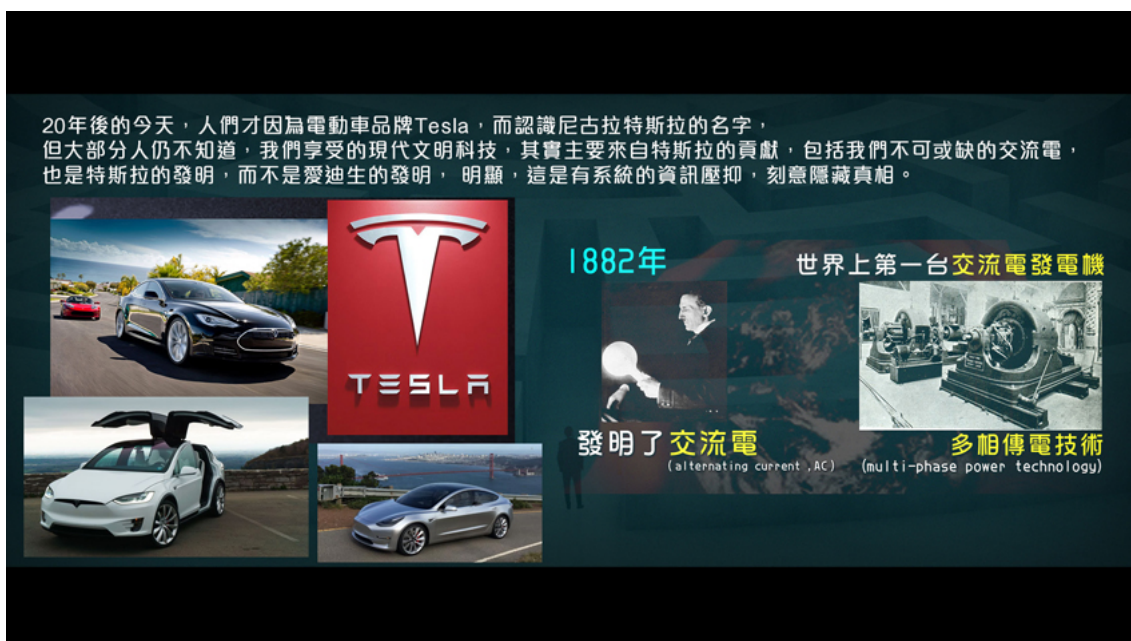 20年後的今天，人們才因為電動車品牌Tesla，而認識尼古拉特斯拉的名字，
但大部分人仍不知道，我們享受的現代文明科技，其實主要來自特斯拉的貢獻，包括我們不可或缺的交流電，
也是特斯拉的發明，而不是愛迪生的發明， 明顯，這是有系統的資訊壓抑，刻意隱藏真相。
TESLA
1882年
發明了交流電
(alternating current ,AC)
世界上第一台交流電發電機
多相傳電技術
(multi-phase power technology)